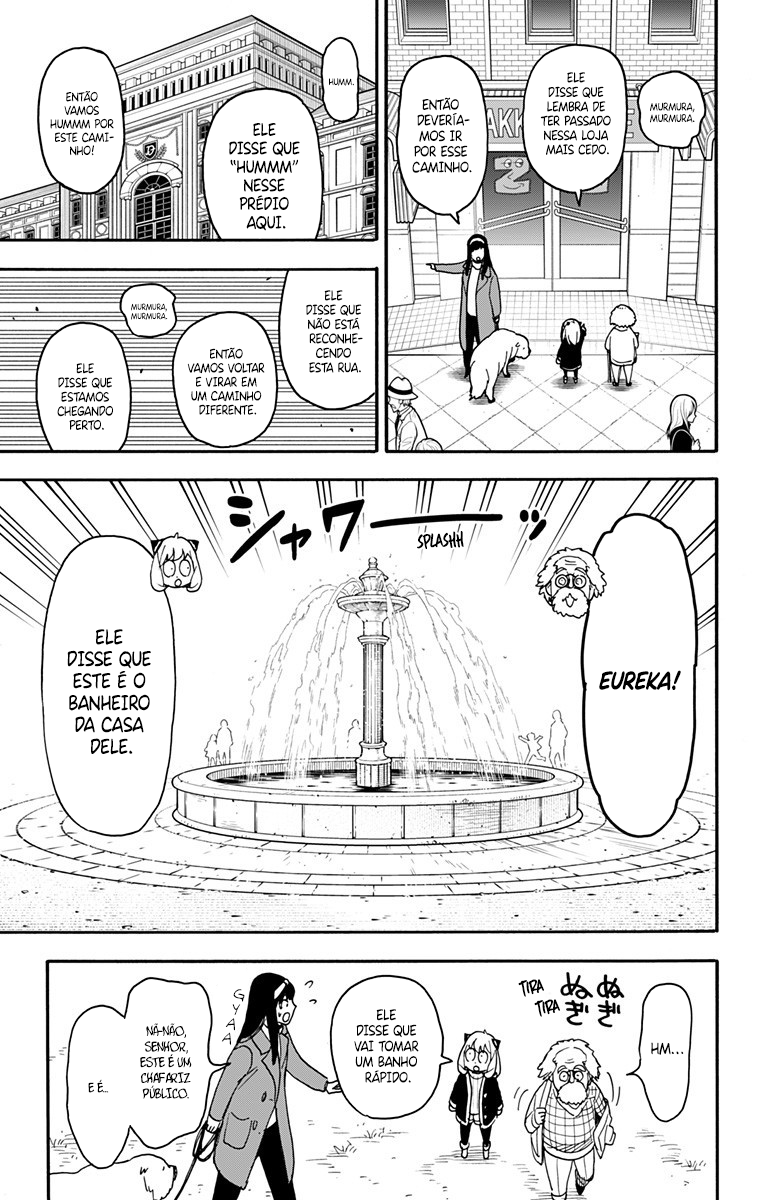 MURMURA,
MURMURA.
ELE
DISSE QUE
LEMBRA DE
TER PASSADO
NESSA LOJA
MAIS CEDO.
ENTÃO
DEVERÍA-
MOS IR
POR ESSE
CAMINHO.
HUMM.
ELE
DISSE QUE
“HUMMM”
NESSE
PRÉDIO
AQUI.
ENTÃO
VAMOS
HUMMM POR
ESTE CAMI-
NHO!
ELE
DISSE QUE
NÃO ESTÁ
RECONHE-
CENDO
ESTA RUA.
ENTÃO
VAMOS VOLTAR
E VIRAR EM
UM CAMINHO
DIFERENTE.
MURMURA,
MURMURA.
ELE
DISSE QUE
ESTAMOS
CHEGANDO
PERTO.
シャワーーッ
SPLASHH
EUREKA!
ELE
DISSE QUE
ESTE É O
BANHEIRO
DA CASA
DELE.
HM...
ぬぎ
ぬぎ
TIRA
TIRA
ELE
DISSE QUE
VAI TOMAR
UM BANHO
RÁPIDO.
GYAA
NÃ-NÃO,
SENHOR,
ESTE É UM
CHAFARIZ
PÚBLICO.
E É...